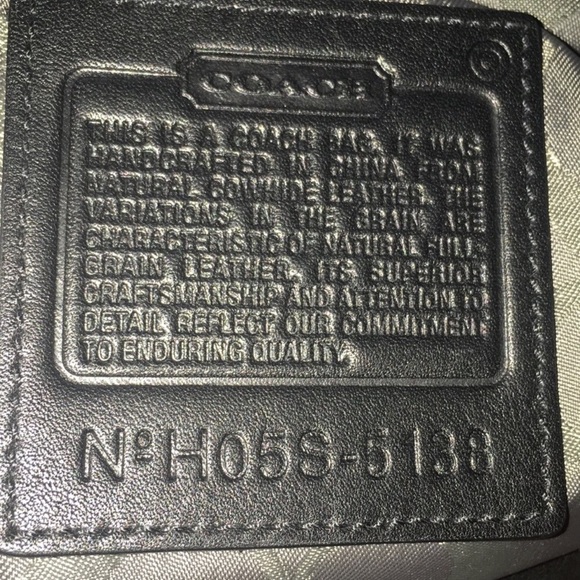 COACH
THIS IS A COACH BAG. IT WAS
HANDCRAFTED IN CHINA FROM
NATURAL COWHIDE LEATHER. THE
VARIATIONS IN THE GRAIN ARE
CHARACTERISTIC OF NATURAL FULL
GRAIN LEATHER. ITS SUPERIOR
CRAFTSMANSHIP AND ATTENTION TO
DETAIL REFLECT OUR COMMITMENT
TO ENDURING QUALITY.
Nº H05S-5138